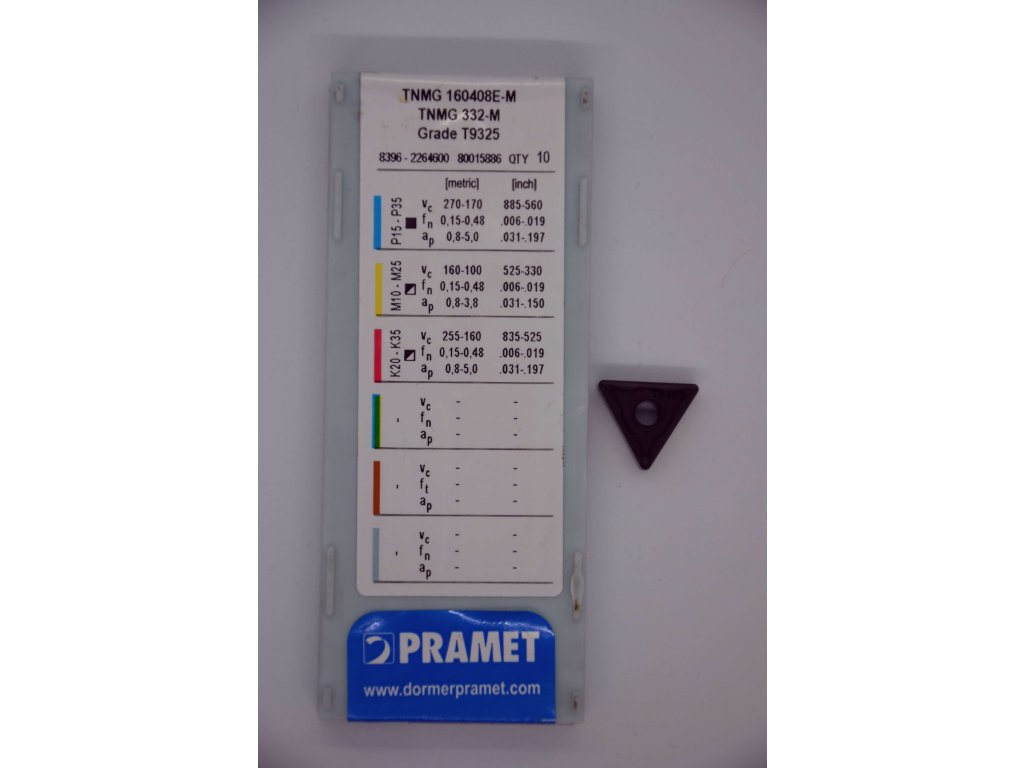 TNMG 160408E-M
TNMG 332-M
Grade T9325
8396 - 2264600 80015886 QTY 10
[metric] [inch]
P15 - P35
vc 270-170 885-560
fn 0,15-0,48 .006-.019
ap 0,8-5,0 .031-.197
M10 - M25
vc 160-100 525-330
fn 0,15-0,48 .006-.019
ap 0,8-3,8 .031-.150
K20 - K35
vc 255-160 835-525
fn 0,15-0,48 .006-.019
ap 0,8-5,0 .031-.197
vc - -
fn - -
ap - -
vc - -
ft - -
ap - -
vc - -
fn - -
ap - -
PRAMET
www.dormerpramet.com